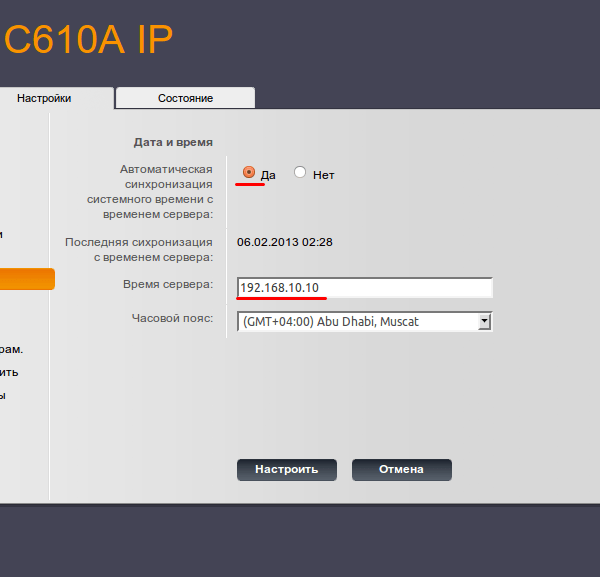 C610A IP
Настройки
Состояние
Дата и время
Автоматическая
синхронизация
системного времени с
временем сервера:
Да
Нет
Последняя сихронизация
с временем сервера:
06.02.2013 02:28
Время сервера:
192.168.10.10
Часовой пояс:
(GMT+04:00) Abu Dhabi, Muscat
и
рам.
ить
ы
Настроить
Отмена